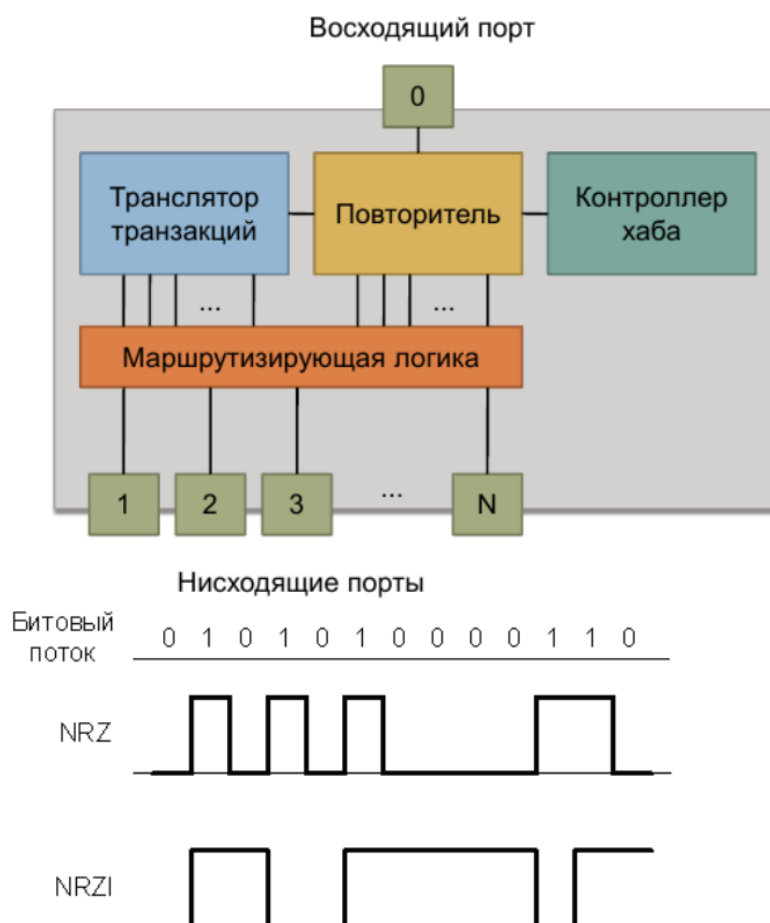 Восходящий порт
0
Транслятор
транзакций
Повторитель
Контроллер
хаба
... ...
Маршрутизирующая логика
1 2 3 ... N
Нисходящие порты
Битовый
поток
0 1 0 1 0 1 0 0 0 0 1 1 0
NRZ
NRZI